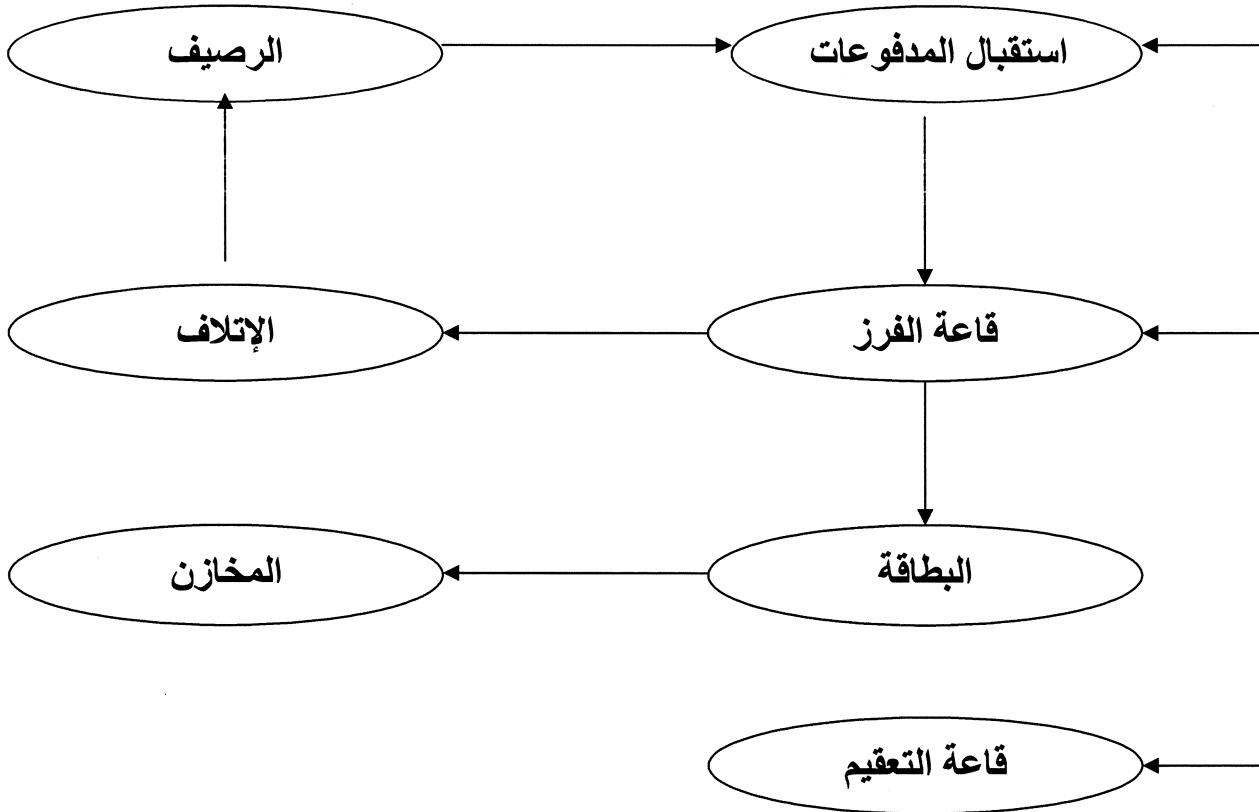 استقبال المدفوعات
الرصيف
قاعة الفرز
الإتلاف
البطاقة
المخازن
قاعة التعقيم